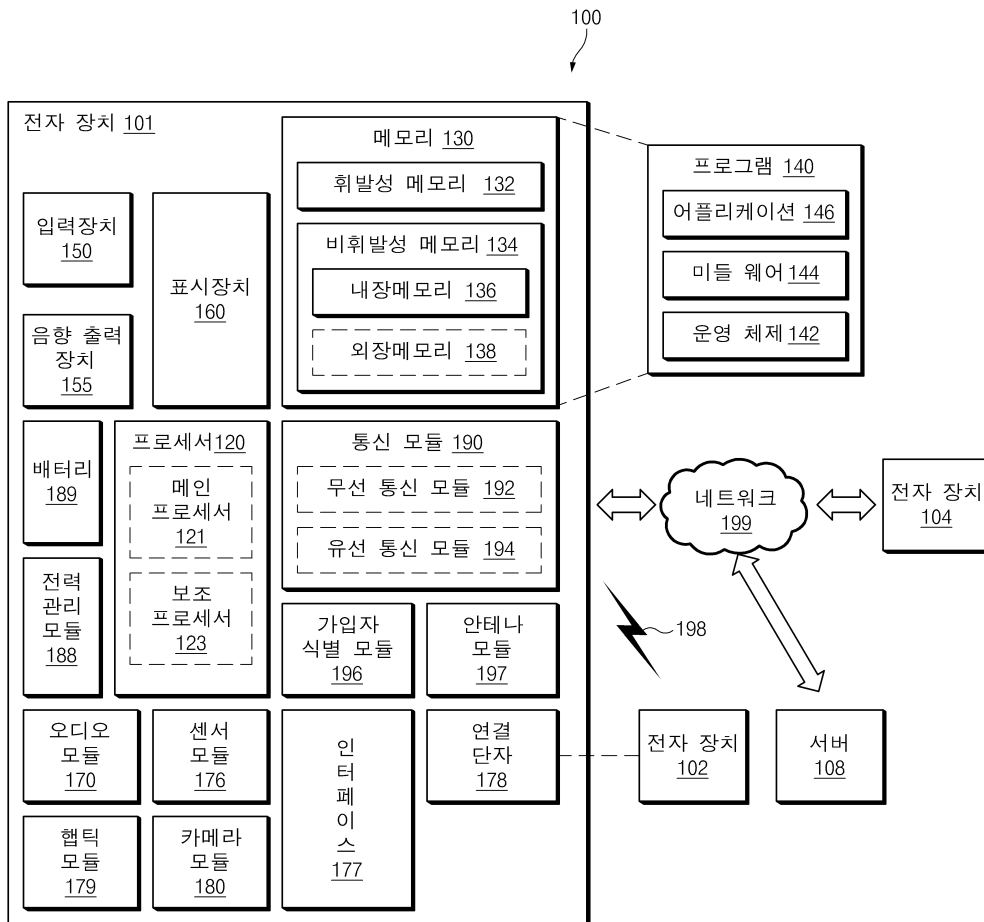 100
전자 장치 101
메모리 130
휘발성 메모리 132
비휘발성 메모리 134
내장메모리 136
외장메모리 138
프로그램 140
어플리케이션 146
미들 웨어 144
운영 체제 142
입력장치
150
표시장치
160
음향 출력
장치
155
배터리
189
프로세서120
메인
프로세서
121
보조
프로세서
123
통신 모듈 190
무선 통신 모듈 192
유선 통신 모듈 194
네트워크
199
전자 장치
104
전력
관리
모듈
188
가입자
식별 모듈
196
안테나
모듈
197
198
오디오
모듈
170
센서
모듈
176
인
터
페
이
스
177
연결
단자
178
전자 장치
102
서버
108
햅틱
모듈
179
카메라
모듈
180